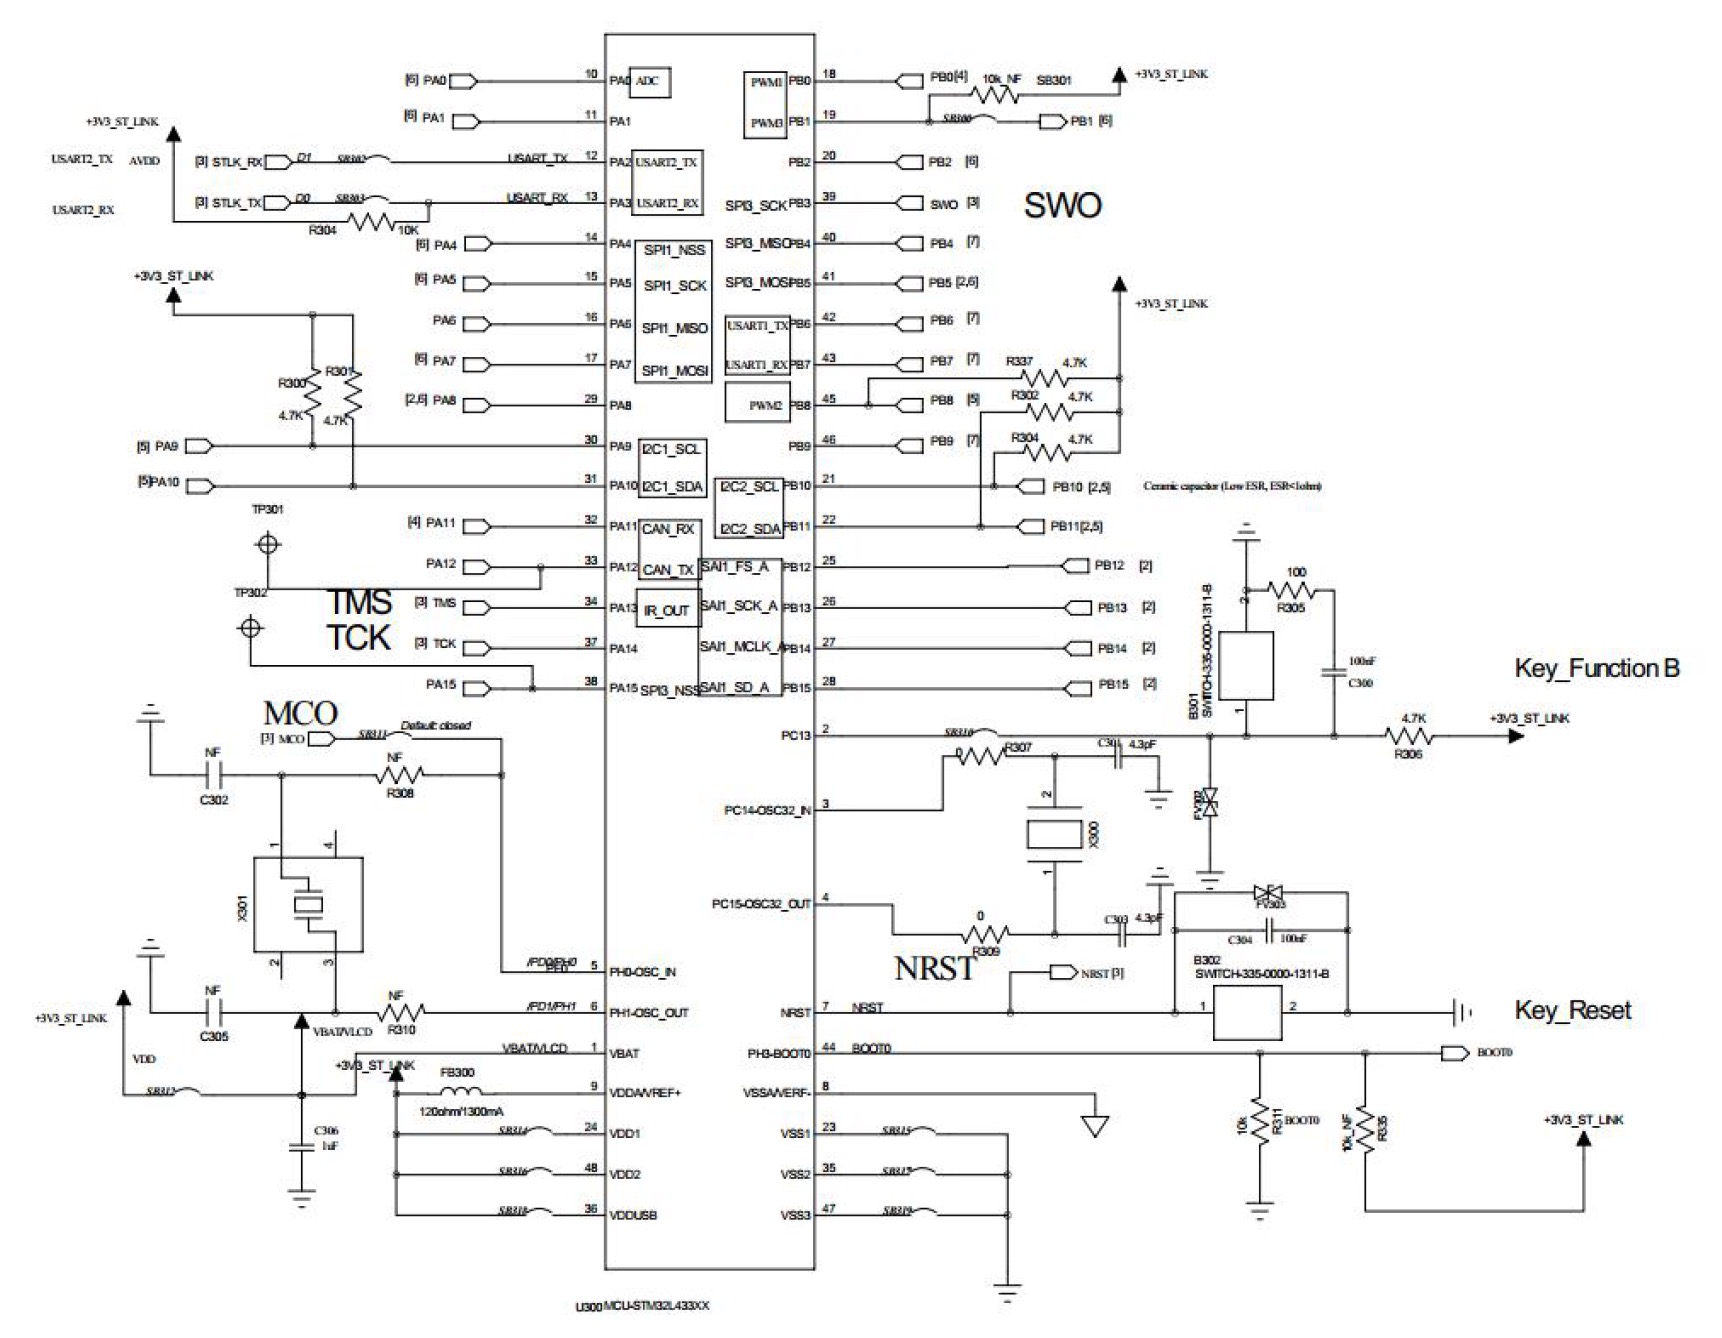 [6] PA0 10 PA0 ADC PWM1 PB0 18 PB0[4] 10k_NF SB301 +3V3_ST_LINK
[6] PA1 11 PA1 PWM3 PB1 19 SB300 PB1 [6]
+3V3_ST_LINK
USART2_TX AVDD [3] STLK_RX D1 SB302 USART_TX 12 PA2 USART2_TX PB2 20 PB2 [6]
USART2_RX [3] STLK_TX D0 SB303 USART_RX 13 PA3 USART2_RX SPI3_SCK PB3 39 SWO [3] SWO
R304 10K
[6] PA4 14 PA4 SPI1_NSS SPI3_MISO PB4 40 PB4 [7]
+3V3_ST_LINK [6] PA5 15 PA5 SPI1_SCK SPI3_MOSI PB5 41 PB5 [2,6]
+3V3_ST_LINK
PA6 16 PA6 SPI1_MISO USART1_TX PB6 42 PB6 [7]
[6] PA7 17 PA7 SPI1_MOSI USART1_RX PB7 43 PB7 [7] R337 4.7K
R300 4.7K R301 4.7K
[2,6] PA8 29 PA8 PWM2 PB8 45 PB8 [5] R302 4.7K
[5] PA9 30 PA9 I2C1_SCL PB9 46 PB9 [7] R304 4.7K
[5]PA10 31 PA10 I2C1_SDA I2C2_SCL PB10 21 PB10 [2,5] Ceramic capacitor (Low ESR, ESR<1ohm)
TP301
[4] PA11 32 PA11 CAN_RX I2C2_SDA PB11 22 PB11[2,5]
PA12 33 PA12 CAN_TX SAI1_FS_A PB12 25 PB12 [2]
TP302
TMS [3] TMS 34 PA13 IR_OUT SAI1_SCK_A PB13 26 PB13 [2]
TCK [3] TCK 37 PA14 SAI1_MCLK_A PB14 27 PB14 [2]
PA15 38 PA15 SPI3_NSS SAI1_SD_A PB15 28 PB15 [2]
2 100 R305
B301 SWITCH-335-0000-1311-B 1
100nF C300
Key_Function B
MCO
[3] MCO SB311 Default: closed
PC13 2 SB310 4.7K R306 +3V3_ST_LINK
NF C302 NF R308
0 R307 C301 4.3pF
PC14-OSC32_IN 3
2 X300 1
FV302
1 4 X301 2 3
PC15-OSC32_OUT 4 0 R309 C303 4.3pF
FV303
C304 100nF
B302
SWITCH-335-0000-1311-B
NRST NRST [3]
/PD0/PH0 5 PH0-OSC_IN
NF C305 NF R310 /PD1/PH1 6 PH1-OSC_OUT NRST 7 NRST 1 2 Key_Reset
+3V3_ST_LINK
VBAT/VLCD
VDD
VBAT/VLCD 1 VBAT PH3-BOOT0 44 BOOT0 BOOT0
+3V3_ST_LINK
SB312 FB300 120ohm/1300mA 9 VDDA/VREF+ VSSA/VERF- 8
C306
1uF
SB314 24 VDD1 VSS1 23 SB315
10k R311 BOOT0 10k_NF R335 +3V3_ST_LINK
SB316 48 VDD2 VSS2 35 SB317
SB318 36 VDDUSB VSS3 47 SB319
U300 MCU-STM32L433XX